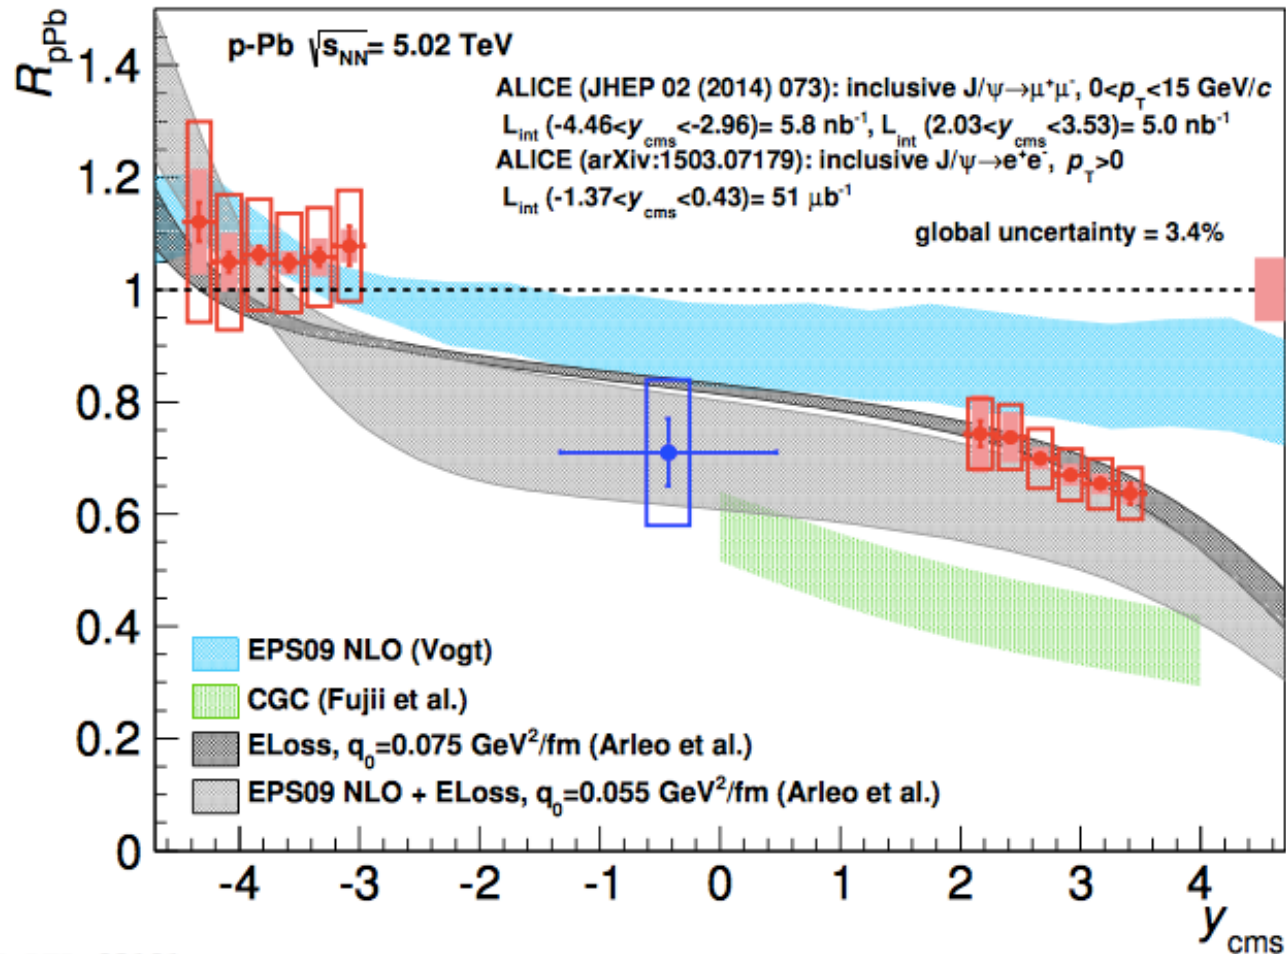 R_pPb
p-Pb √s_NN = 5.02 TeV
ALICE (JHEP 02 (2014) 073): inclusive J/ψ→μ⁺μ⁻, 0<p_T<15 GeV/c
L_int (-4.46<y_cms<-2.96)= 5.8 nb⁻¹, L_int (2.03<y_cms<3.53)= 5.0 nb⁻¹
ALICE (arXiv:1503.07179): inclusive J/ψ→e⁺e⁻, p_T>0
L_int (-1.37<y_cms<0.43)= 51 μb⁻¹
global uncertainty = 3.4%
1.4
1.2
1
0.8
0.6
0.4
0.2
0
EPS09 NLO (Vogt)
CGC (Fujii et al.)
ELoss, q₀=0.075 GeV²/fm (Arleo et al.)
EPS09 NLO + ELoss, q₀=0.055 GeV²/fm (Arleo et al.)
-4 -3 -2 -1 0 1 2 3 4
y_cms